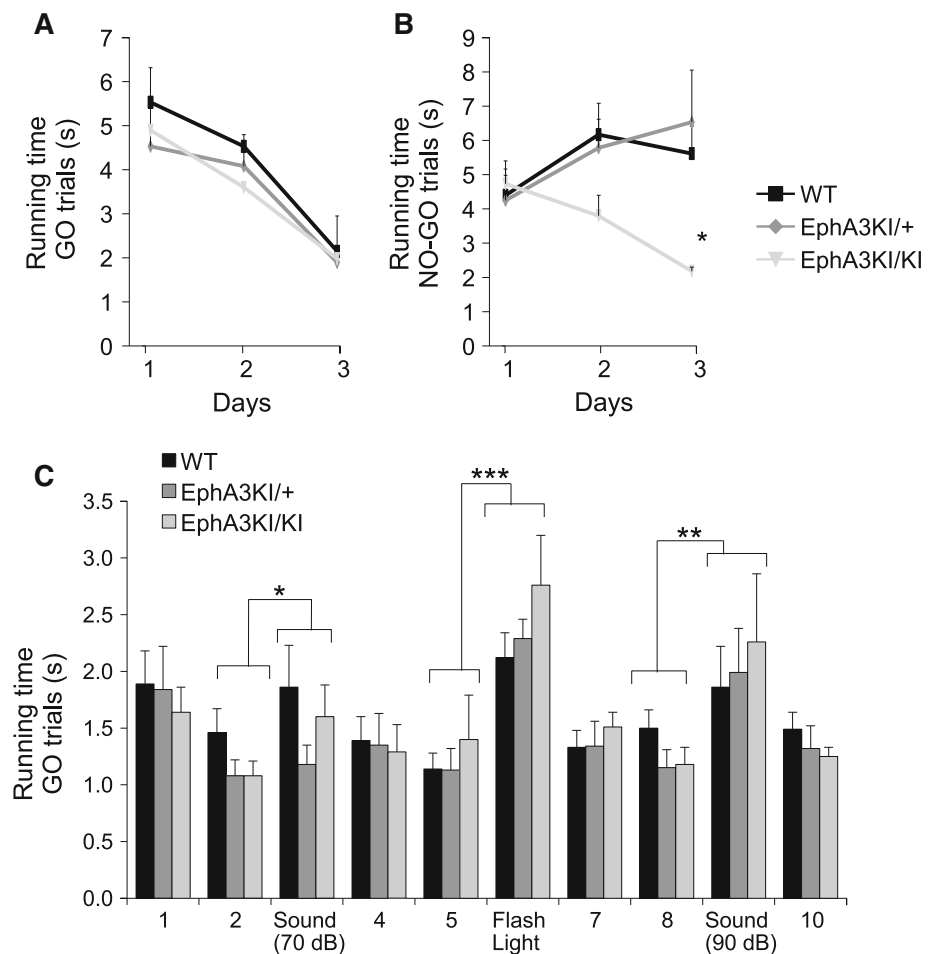 A
Running time
GO trials (s)
7
6
5
4
3
2
1
0
1 2 3
Days
B
Running time
NO-GO trials (s)
9
8
7
6
5
4
3
2
1
0
*
1 2 3
Days
WT
EphA3KI/+
EphA3KI/KI
C
WT
EphA3KI/+
EphA3KI/KI
Running time
GO trials (s)
3.5
3.0
2.5
2.0
1.5
1.0
0.5
0.0
*
***
**
1 2 Sound 4 5 Flash 7 8 Sound 10
(70 dB) Light (90 dB)